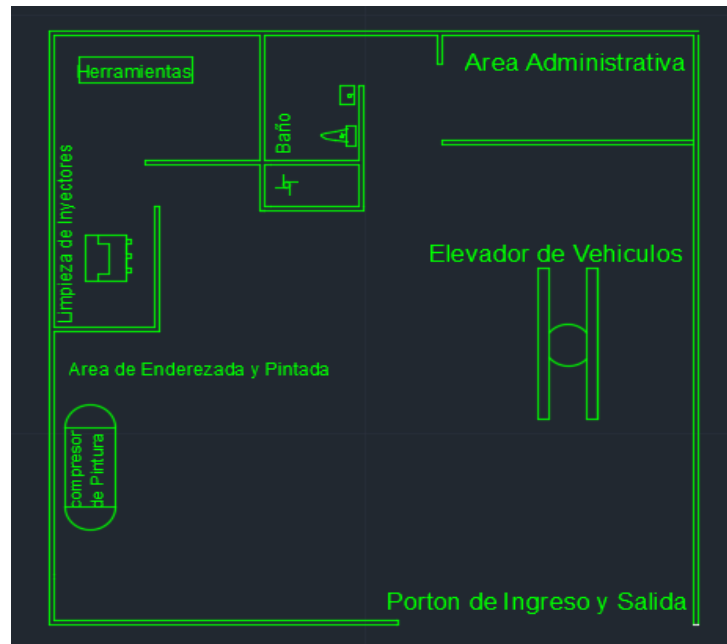 Herramientas
Area Administrativa
Baño
Limpieza de Inyectores
Elevador de Vehiculos
Area de Enderezada y Pintada
compresor
de Pintura
Porton de Ingreso y Salida